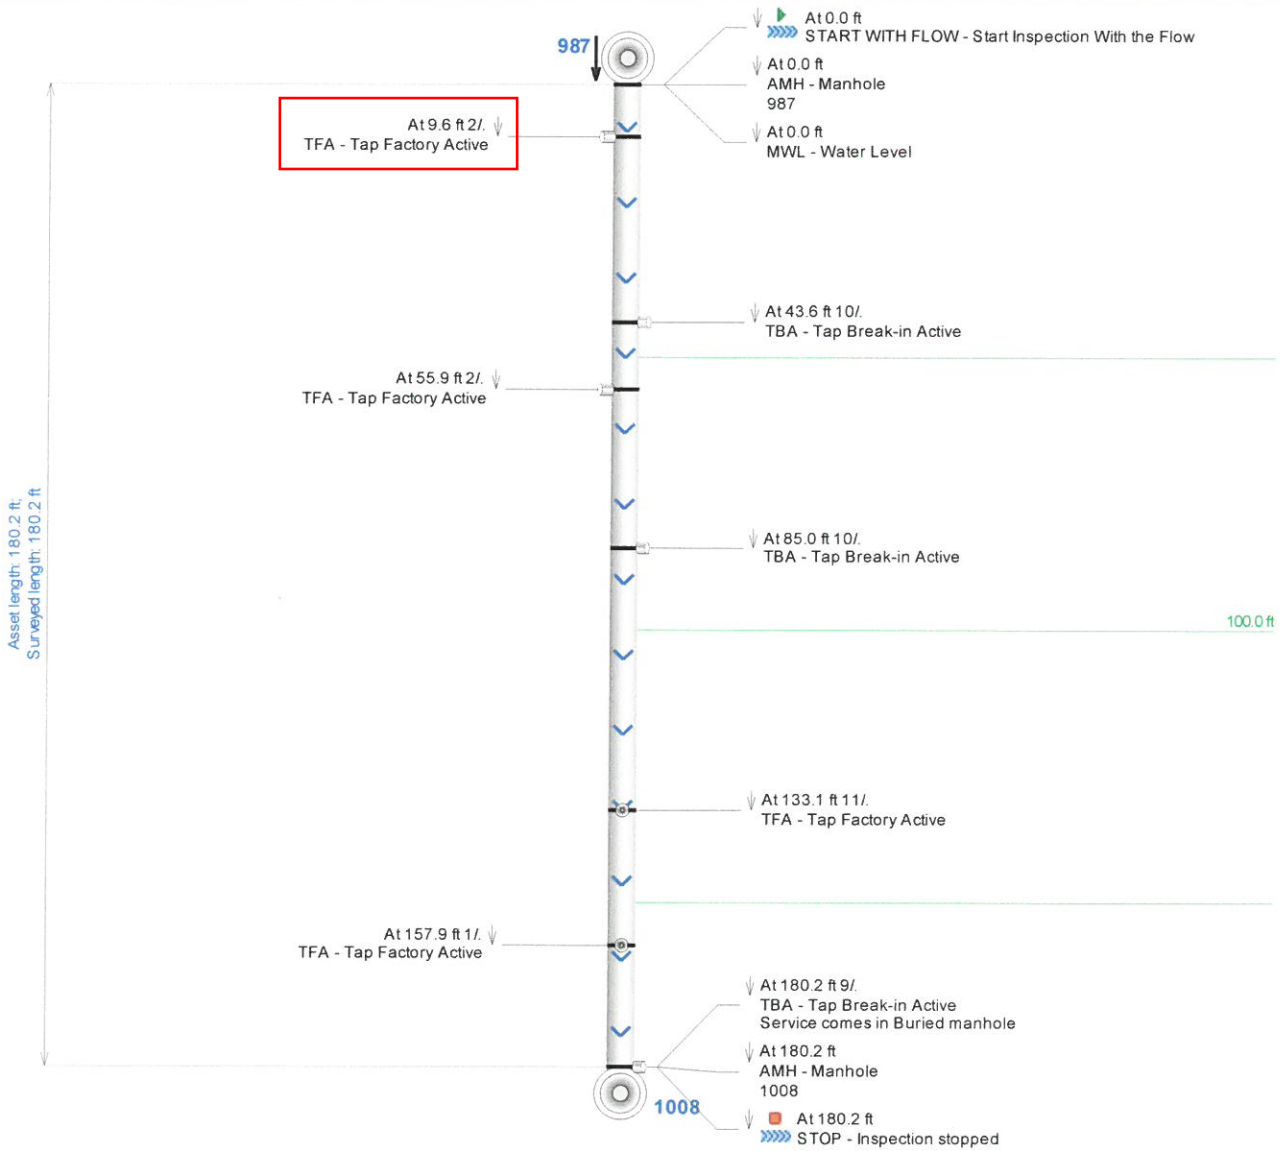 At 0.0 ft
START WITH FLOW - Start Inspection With the Flow
987
At 0.0 ft
AMH - Manhole
987
At 9.6 ft 2/.
TFA - Tap Factory Active
At 0.0 ft
MWL - Water Level
At 43.6 ft 10/.
TBA - Tap Break-in Active
At 55.9 ft 2/.
TFA - Tap Factory Active
Asset length: 180.2 ft;
Surveyed length: 180.2 ft
At 85.0 ft 10/.
TBA - Tap Break-in Active
100.0 ft
At 133.1 ft 11/.
TFA - Tap Factory Active
At 157.9 ft 1/.
TFA - Tap Factory Active
At 180.2 ft 9/.
TBA - Tap Break-in Active
Service comes in Buried manhole
At 180.2 ft
AMH - Manhole
1008
1008
At 180.2 ft
STOP - Inspection stopped